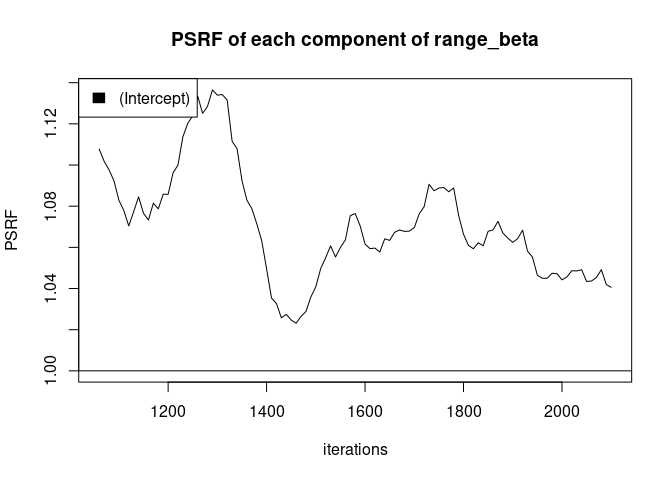 PSRF of each component of range_beta
(Intercept)
PSRF
1.12
1.08
1.04
1.00
1200 1400 1600 1800 2000
iterations